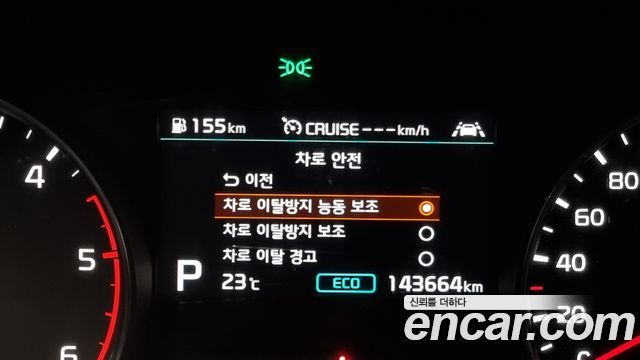 155km CRUISE---km/h
차로 안전
이전
차로 이탈방지 능동 보조
차로 이탈방지 보조
차로 이탈 경고
P 23℃ ECO 143664km
4
5
6
80
60
40
20
신뢰를 더하다
encar.com